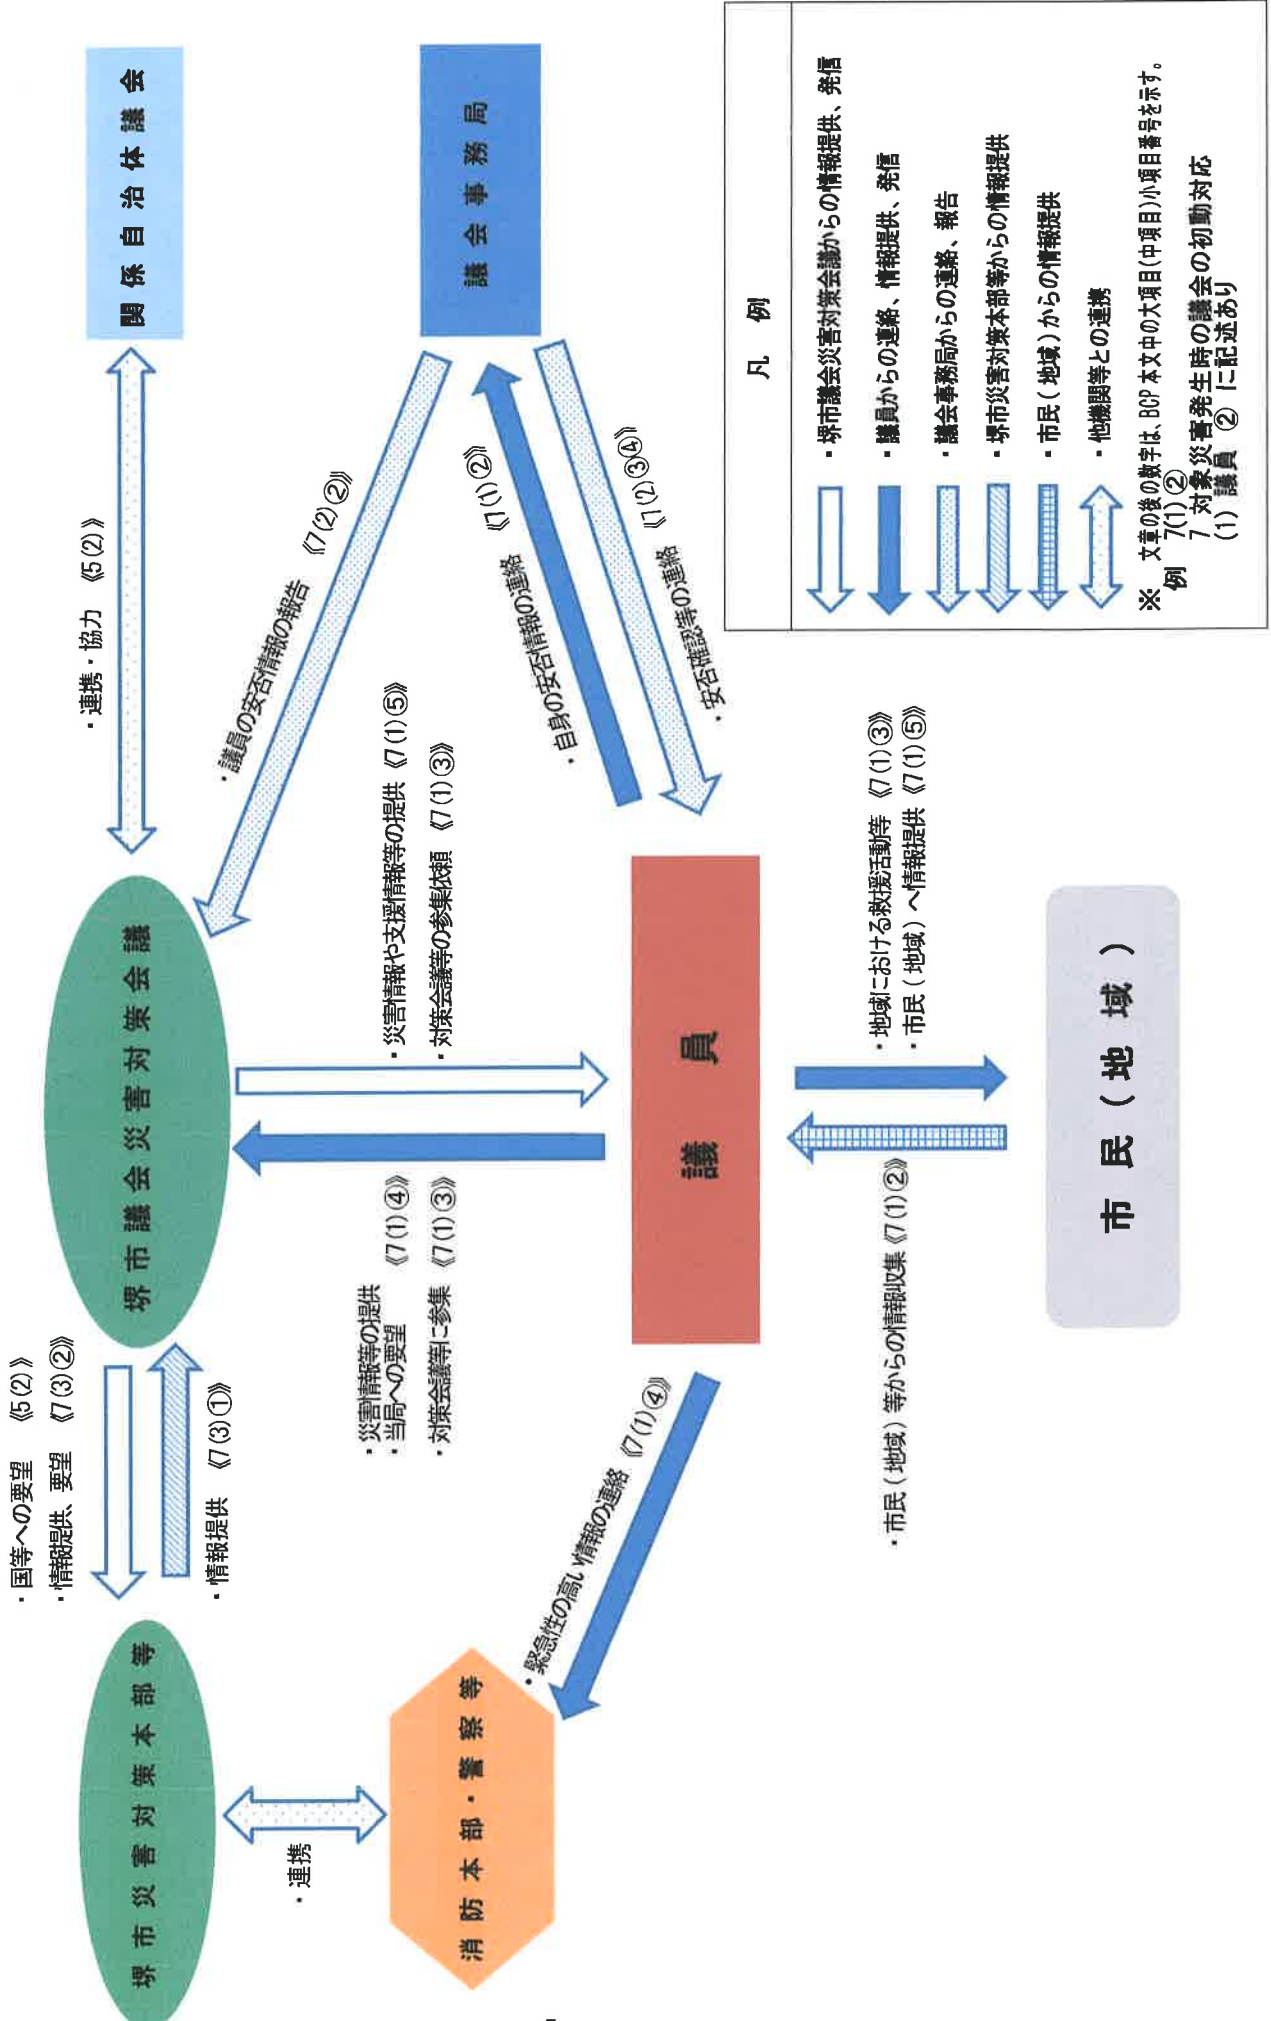 堺市災害対策本部等
・国等への要望 《5(2)》
・情報提供、要望 《7(3)②》
・情報提供 《7(3)①》
堺市議会災害対策会議
・連携・協力 《5(2)》
関係自治体議会
・連携
消防本部・警察等
・緊急性の高い情報の連絡 《7(1)④》
・災害情報等の提供
・当局への要望 《7(1)④》
・対策会議等に参集 《7(1)③》
・災害情報や支援情報等の提供 《7(1)⑤》
・対策会議等の参集依頼 《7(1)③》
・議員の安否情報の報告 《7(2)②》
議会事務局
・自身の安否情報の連絡 《7(1)②》
・安否確認等の連絡 《7(2)③④》
議員
・市民(地域)等からの情報収集《7(1)②》
・地域における救援活動等 《7(1)③》
・市民(地域)へ情報提供 《7(1)⑤》
市民(地域)
凡例
・堺市議会災害対策会議からの情報提供、発信
・議員からの連絡、情報提供、発信
・議会事務局からの連絡、報告
・堺市災害対策本部等からの情報提供
・市民(地域)からの情報提供
・他機関等との連携
※ 文章の後の数字は、BCP本文中の大項目(中項目)小項目番号を示す。
例 7(1)②
7 対象災害発生時の議会の初動対応
(1) 議員 ② に記述あり